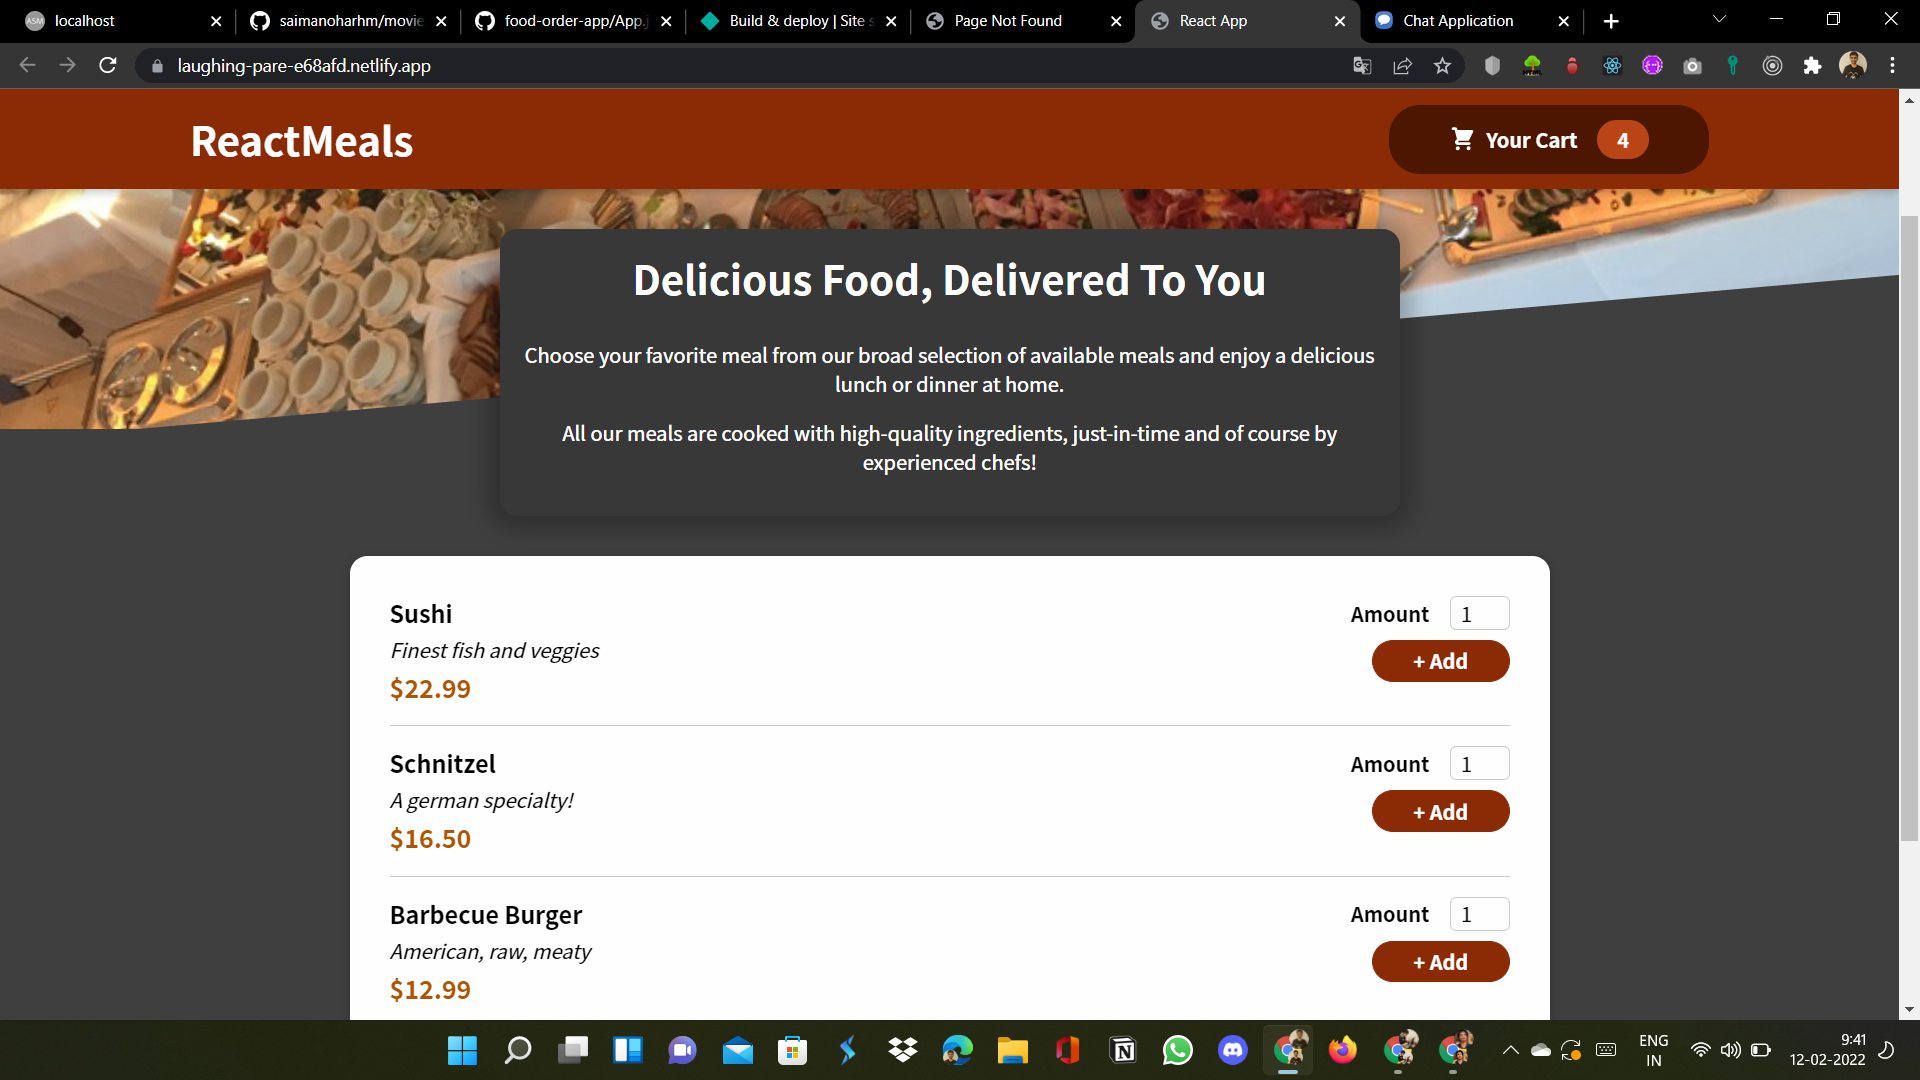 localhost
saimanoharhm/movie
food-order-app/App.j
Build & deploy | Site s
Page Not Found
React App
Chat Application
laughing-pare-e68afd.netlify.app
ReactMeals
Your Cart 4
Delicious Food, Delivered To You
Choose your favorite meal from our broad selection of available meals and enjoy a delicious
lunch or dinner at home.
All our meals are cooked with high-quality ingredients, just-in-time and of course by
experienced chefs!
Sushi
Amount 1
Finest fish and veggies
+ Add
$22.99
Schnitzel
Amount 1
A german specialty!
+ Add
$16.50
Barbecue Burger
Amount 1
American, raw, meaty
+ Add
$12.99
ENG
IN
9:41
12-02-2022